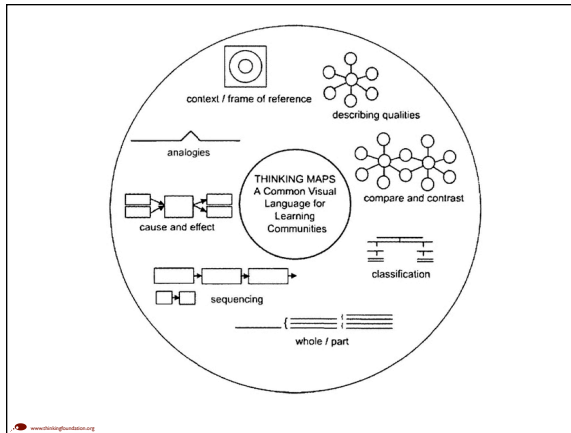 context / frame of reference
describing qualities
analogies
THINKING MAPS
A Common Visual
Language for
Learning
Communities
compare and contrast
cause and effect
classification
sequencing
whole / part
www.thinkingfoundation.org